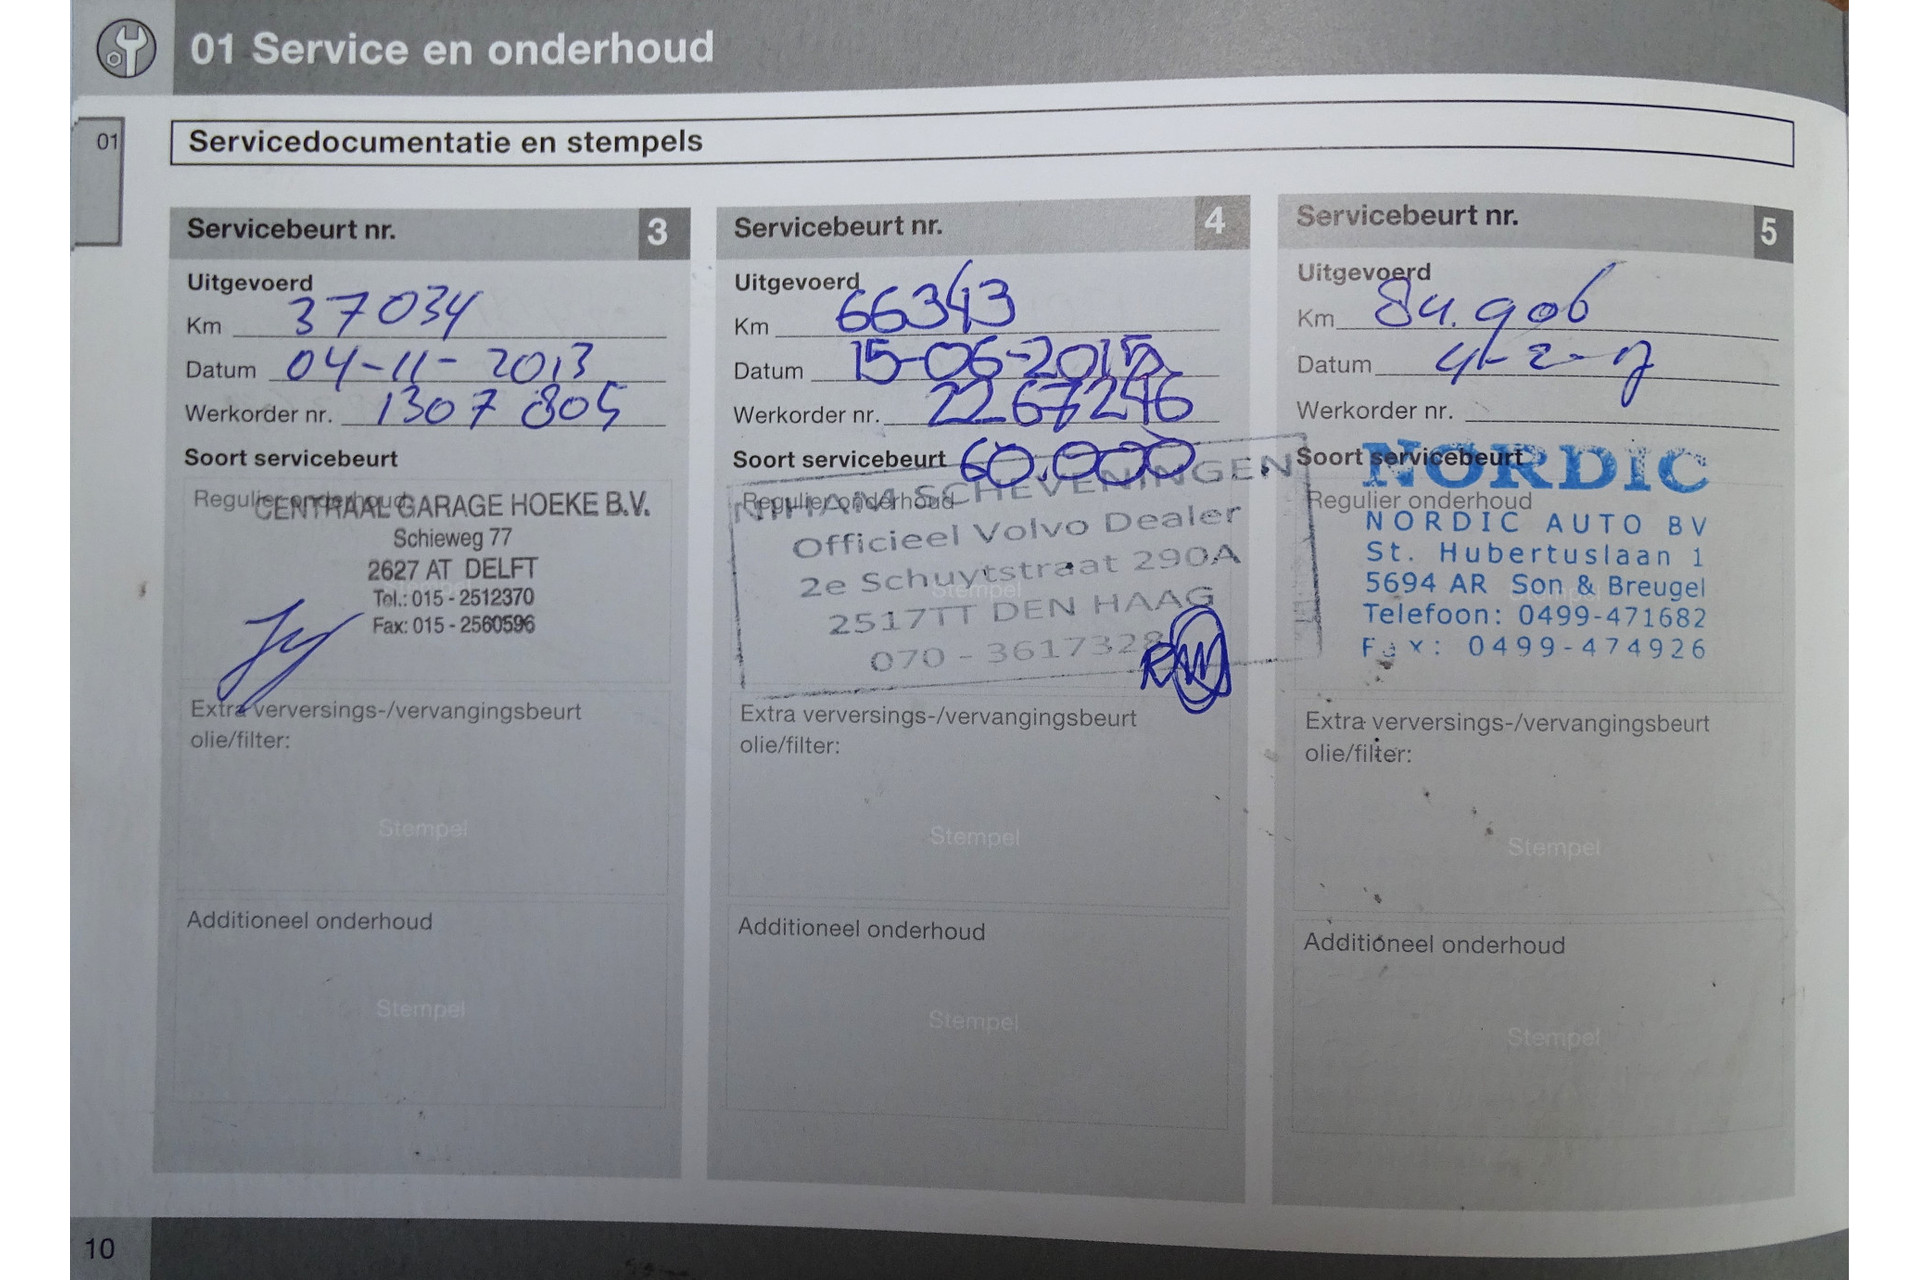 01 Service en onderhoud
01
Servicedocumentatie en stempels
Servicebeurt nr. 3
Uitgevoerd
Km 37034
Datum 04-11-2013
Werkorder nr. 1307805
Soort servicebeurt
Regulier onderhoud
CENTRAAL GARAGE HOEKE B.V.
Schieweg 77
2627 AT DELFT
Tel.: 015 - 2512370
Fax: 015 - 2560596
Extra verversings-/vervangingsbeurt
olie/filter:
Stempel
Additioneel onderhoud
Stempel
Servicebeurt nr. 4
Uitgevoerd
Km 66343
Datum 15-06-2015
Werkorder nr. 2267246
Soort servicebeurt 60.000
Regulier onderhoud
SCHEVENINGEN
Officieel Volvo Dealer
2e Schuytstraat 290A
Stempel
2517TT DEN HAAG
070 - 3617328
RW
Extra verversings-/vervangingsbeurt
olie/filter:
Stempel
Additioneel onderhoud
Stempel
Servicebeurt nr. 5
Uitgevoerd
Km 84.906
Datum
Werkorder nr.
Soort servicebeurt
NORDIC
Regulier onderhoud
NORDIC AUTO BV
St. Hubertuslaan 1
5694 AR Son & Breugel
Telefoon: 0499-471682
Fax: 0499-474926
Extra verversings-/vervangingsbeurt
olie/filter:
Stempel
Additioneel onderhoud
Stempel
10